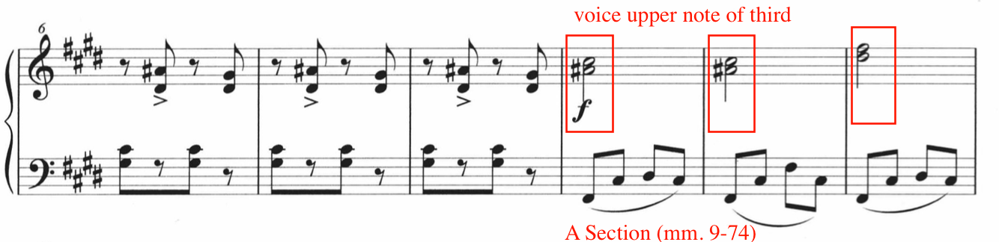 voice upper note of third
6
f
A Section (mm. 9-74)